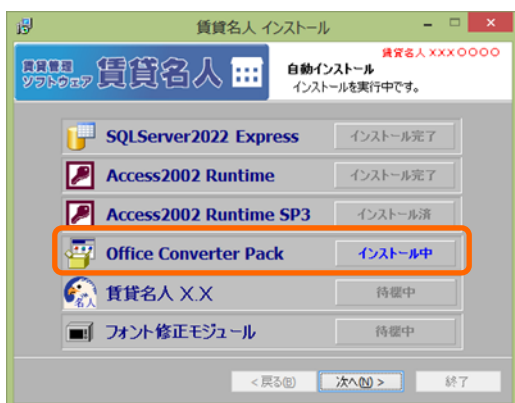 賃貸名人 インストール
賃貸名人 XXX〇〇〇〇
賃貸管理
ソフトウェア 賃貸名人
自動インストール
インストールを実行中です。
SQLServer2022 Express インストール完了
Access2002 Runtime インストール完了
Access2002 Runtime SP3 インストール済
Office Converter Pack インストール中
名人
賃貸名人 X.X 待機中
フォント修正モジュール 待機中
<戻る(B) 次へ(N) > 終了